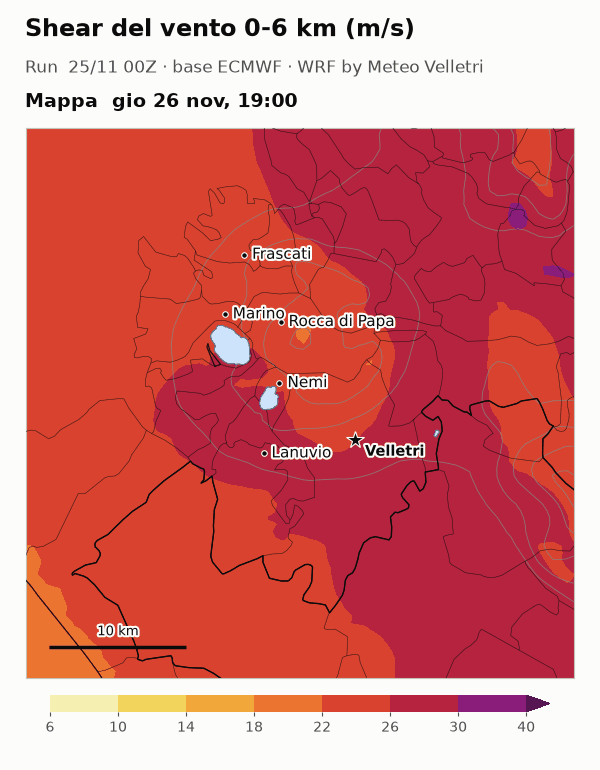 Shear del vento 0-6 km (m/s)
Run  25/11 00Z · base ECMWF · WRF by Meteo Velletri
Mappa  gio 26 nov, 19:00
Frascati
Marino
Rocca di Papa
Nemi
Velletri
Lanuvio
10 km
6 10 14 18 22 26 30 40